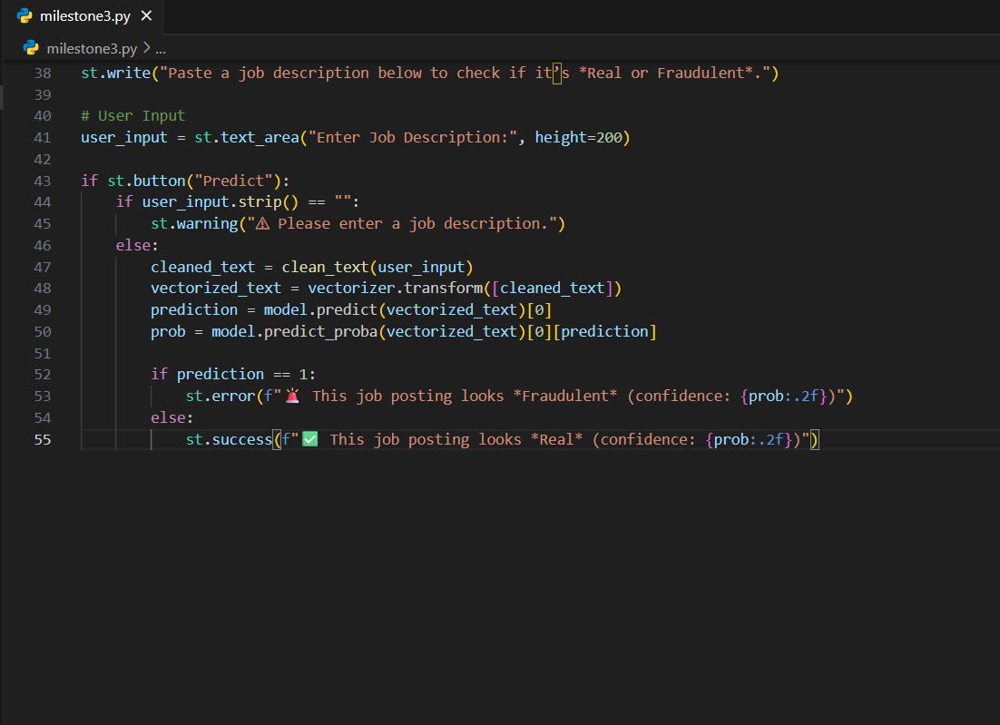 milestone3.py ✕
milestone3.py > ...
38 st.write("Paste a job description below to check if it’s *Real or Fraudulent*.")
39
40 # User Input
41 user_input = st.text_area("Enter Job Description:", height=200)
42
43 if st.button("Predict"):
44     if user_input.strip() == "":
45         st.warning("⚠ Please enter a job description.")
46     else:
47         cleaned_text = clean_text(user_input)
48         vectorized_text = vectorizer.transform([cleaned_text])
49         prediction = model.predict(vectorized_text)[0]
50         prob = model.predict_proba(vectorized_text)[0][prediction]
51
52         if prediction == 1:
53             st.error(f"🚨 This job posting looks *Fraudulent* (confidence: {prob:.2f})")
54         else:
55             st.success(f"✅ This job posting looks *Real* (confidence: {prob:.2f})")